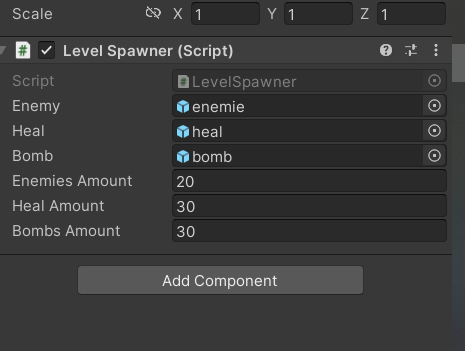 Scale X 1 Y 1 Z 1
# Level Spawner (Script)
Script # LevelSpawner
Enemy enemie
Heal heal
Bomb bomb
Enemies Amount 20
Heal Amount 30
Bombs Amount 30
Add Component